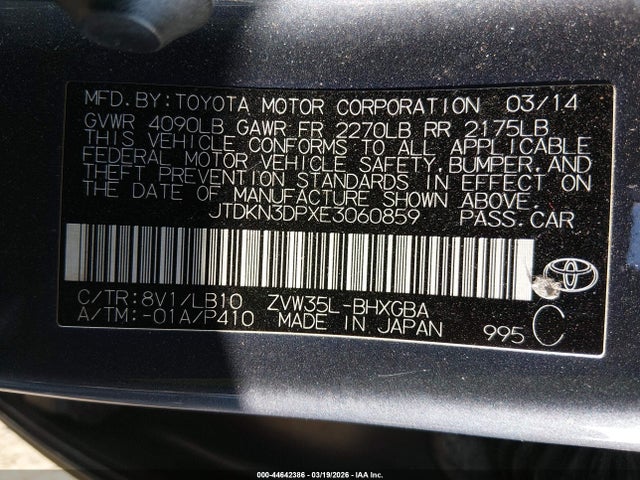 MFD. BY: TOYOTA MOTOR CORPORATION 03/14
GVWR 4090LB GAWR FR 2270LB RR 2175LB
THIS VEHICLE CONFORMS TO ALL APPLICABLE
FEDERAL MOTOR VEHICLE SAFETY, BUMPER, AND
THEFT PREVENTION STANDARDS IN EFFECT ON
THE DATE OF MANUFACTURE SHOWN ABOVE.
JTDKN3DPXE3060859 PASS. CAR
C/TR: 8V1/LB10 ZVW35L-BHXGBA
A/TM: -01A/P410 MADE IN JAPAN 995 C
000-44642386 - 03/19/2026 - IAA Inc.